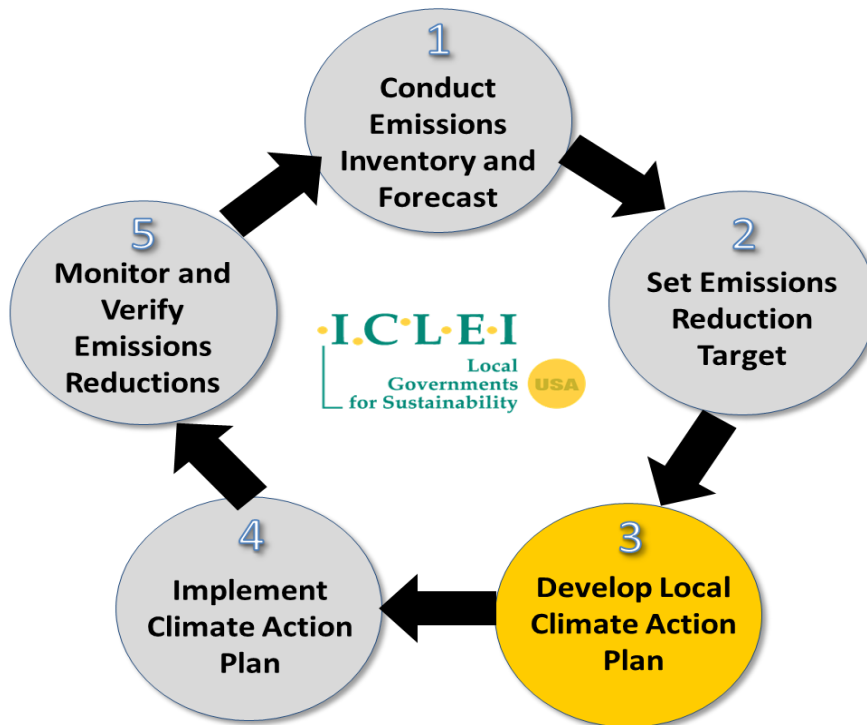 1
Conduct
Emissions
Inventory and
Forecast
2
Set Emissions
Reduction
Target
3
Develop Local
Climate Action
Plan
4
Implement
Climate Action
Plan
5
Monitor and
Verify
Emissions
Reductions
·I.C·L·E·I
Local
Governments
for Sustainability
USA